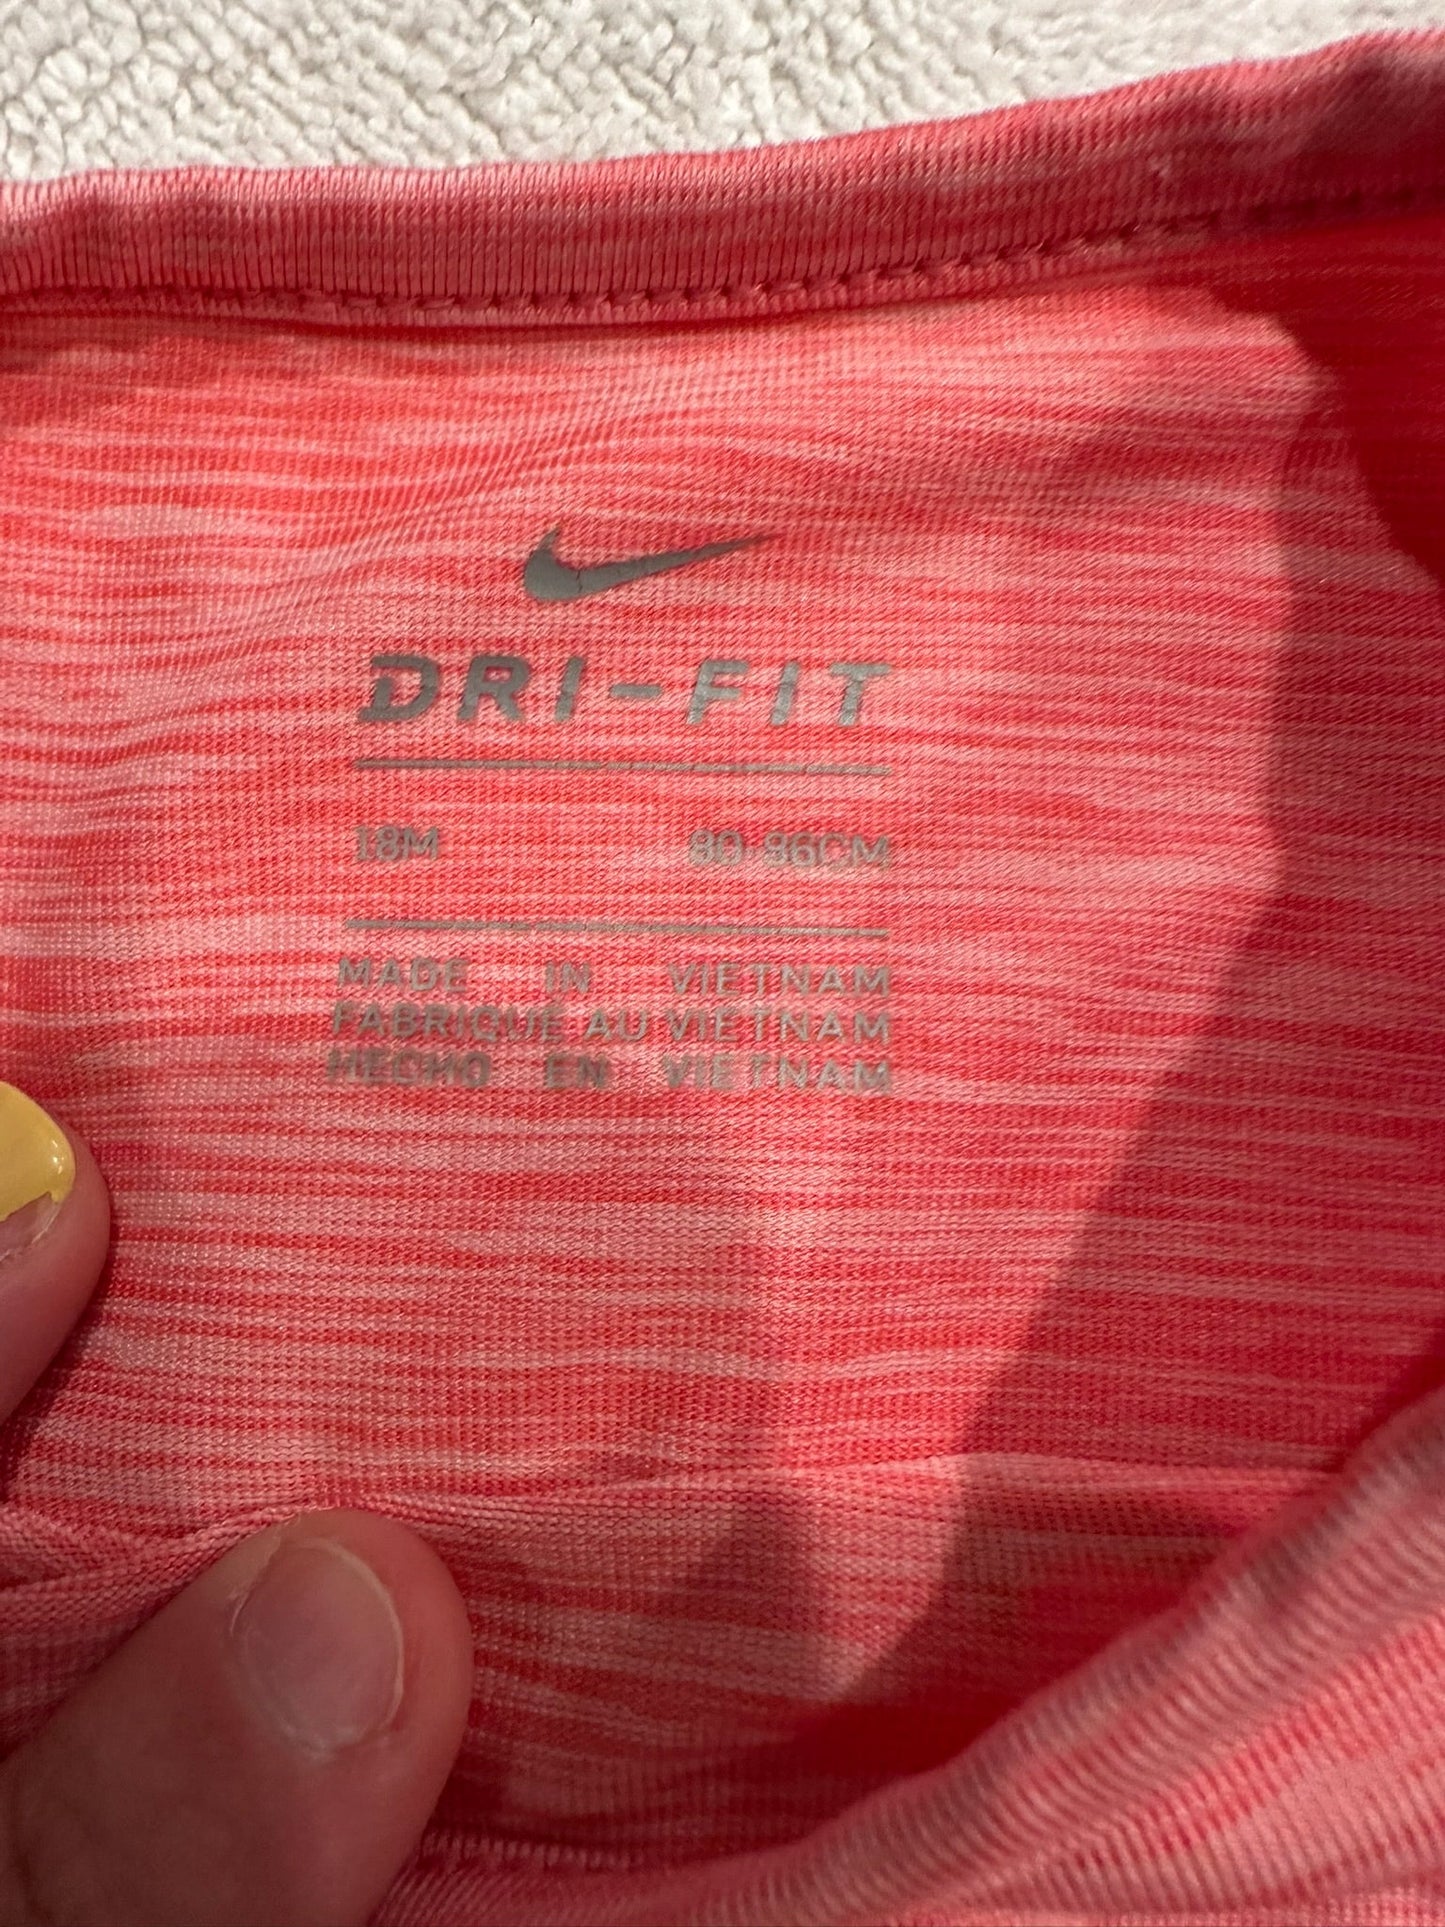 DRI-FIT
18M 80-86CM
MADE IN VIETNAM
FABRIQUÉ AU VIETNAM
HECHO EN VIETNAM